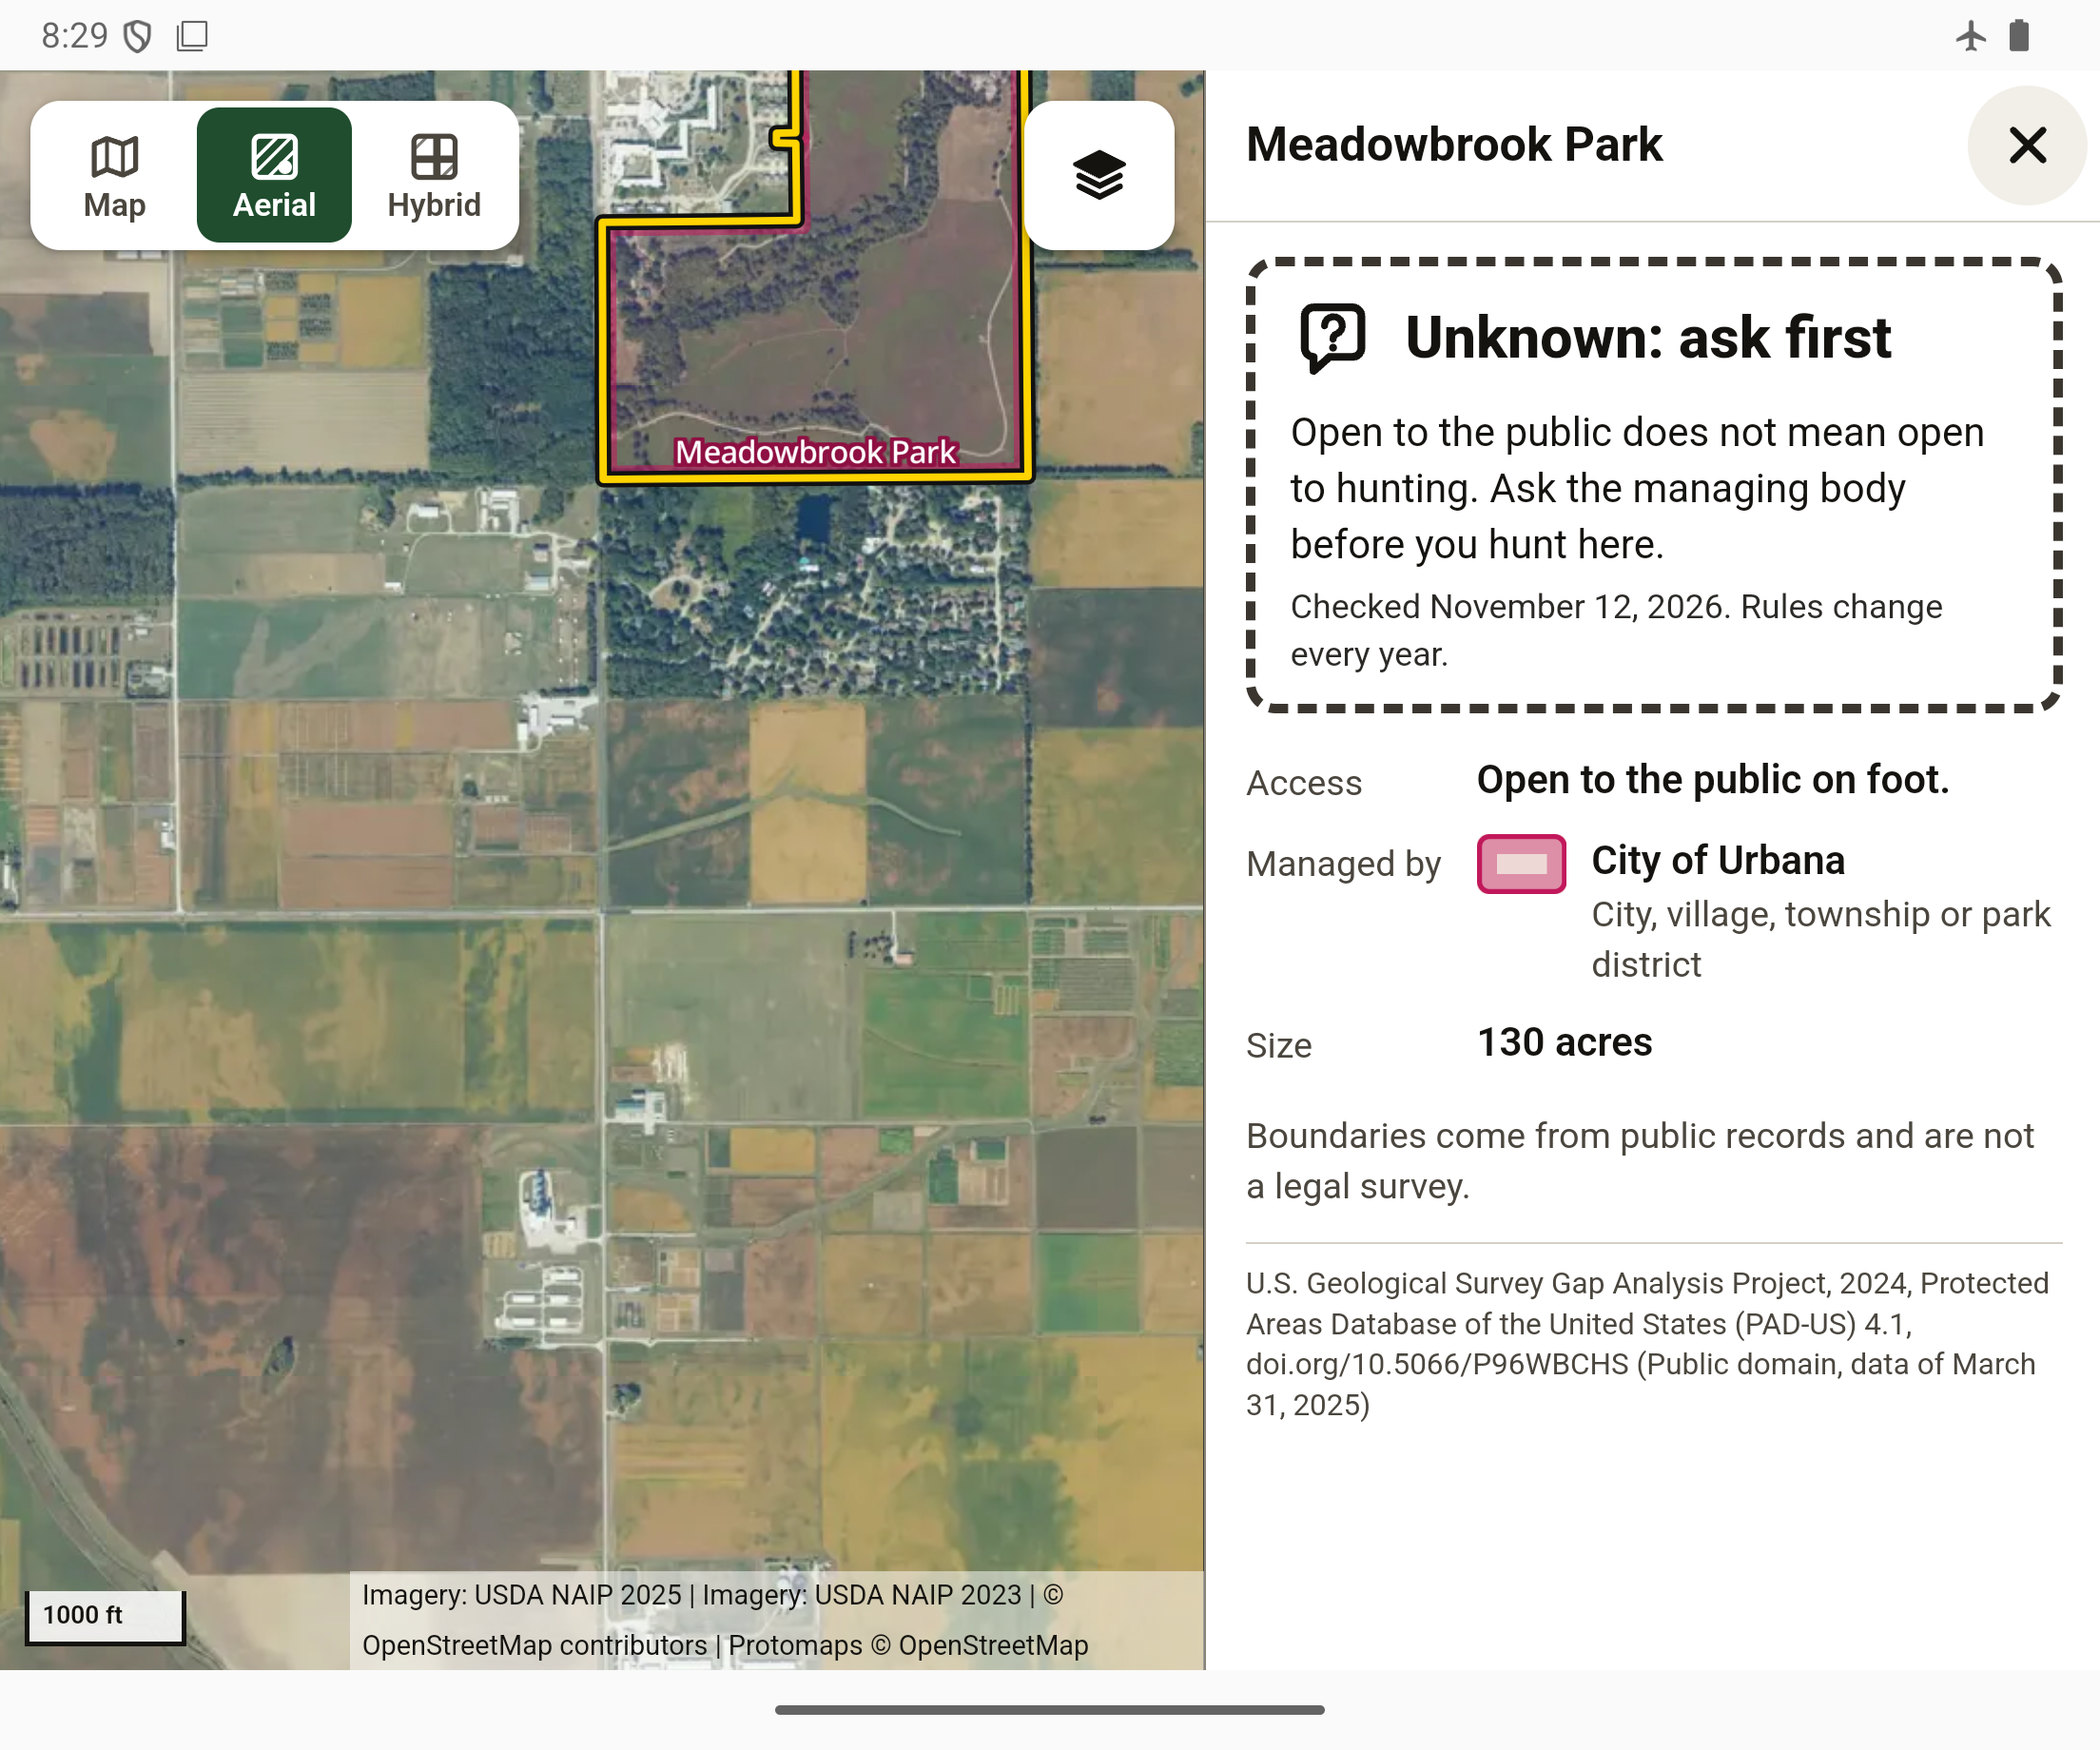 8:29
Map
Aerial
Hybrid
Meadowbrook Park
1000 ft
Imagery: USDA NAIP 2025 | Imagery: USDA NAIP 2023 | ©
OpenStreetMap contributors | Protomaps © OpenStreetMap
Meadowbrook Park
Unknown: ask first
Open to the public does not mean open
to hunting. Ask the managing body
before you hunt here.
Checked November 12, 2026. Rules change
every year.
Access
Open to the public on foot.
Managed by
City of Urbana
City, village, township or park
district
Size
130 acres
Boundaries come from public records and are not
a legal survey.
U.S. Geological Survey Gap Analysis Project, 2024, Protected
Areas Database of the United States (PAD-US) 4.1,
doi.org/10.5066/P96WBCHS (Public domain, data of March
31, 2025)